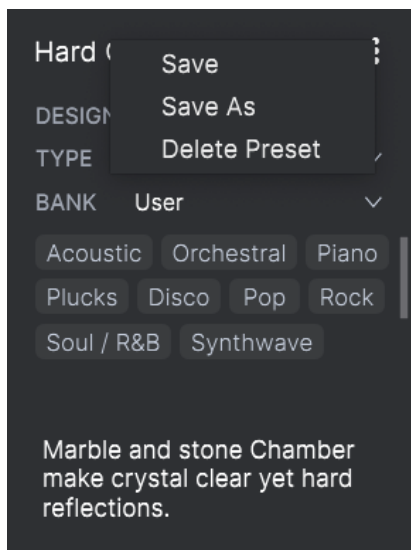 Hard
Save
Save As
DESIGN
Delete Preset
TYPE
BANK User
Acoustic Orchestral Piano
Plucks Disco Pop Rock
Soul / R&B Synthwave
Marble and stone Chamber
make crystal clear yet hard
reflections.